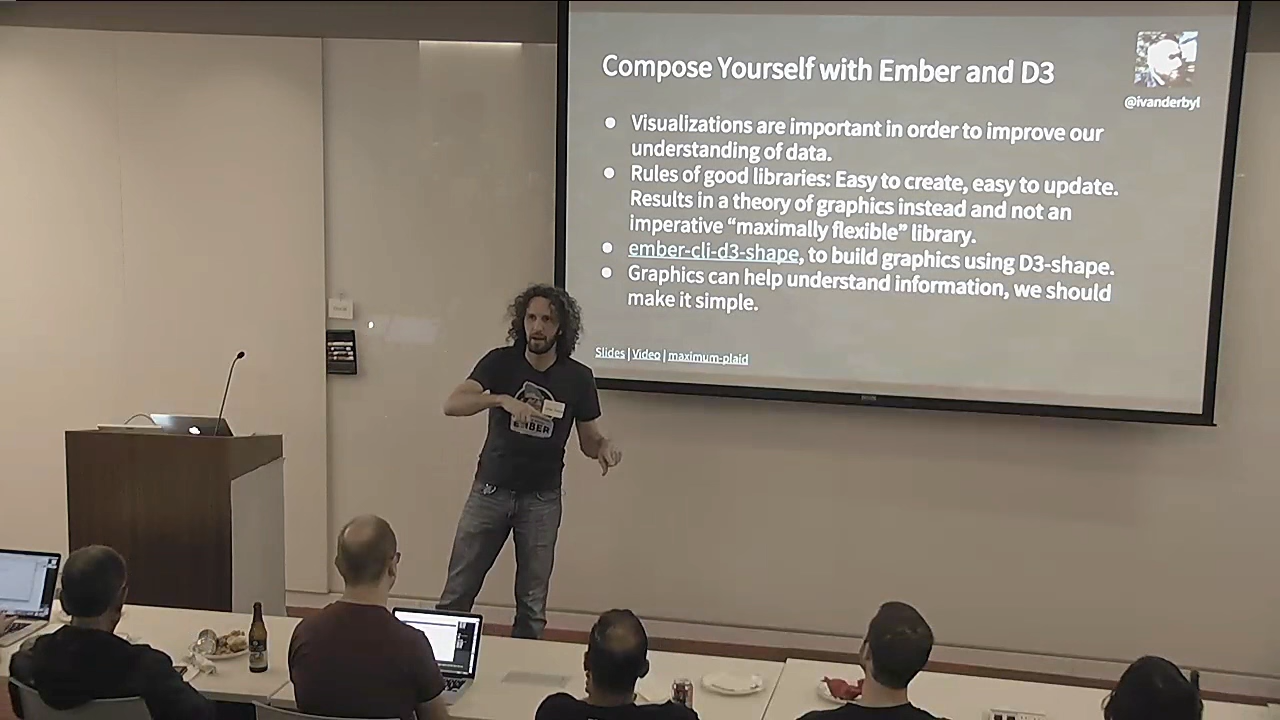 Compose Yourself with Ember and D3
@ivanderbyl
● Visualizations are important in order to improve our
understanding of data.
● Rules of good libraries: Easy to create, easy to update.
Results in a theory of graphics instead and not an
imperative “maximally flexible” library.
● ember-cli-d3-shape, to build graphics using D3-shape.
● Graphics can help understand information, we should
make it simple.
Slides | Video | maximum-plaid
EMBER